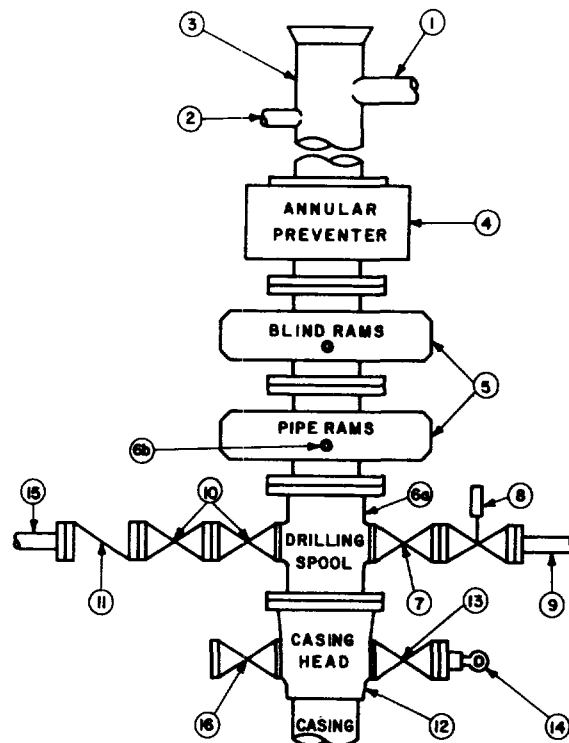 1
3
2
ANNULAR
PREVENTER
4
BLIND RAMS
5
PIPE RAMS
6b
6a
15
10
8
DRILLING
SPOOL
11
7
13
9
CASING
HEAD
16
12
14
CASING